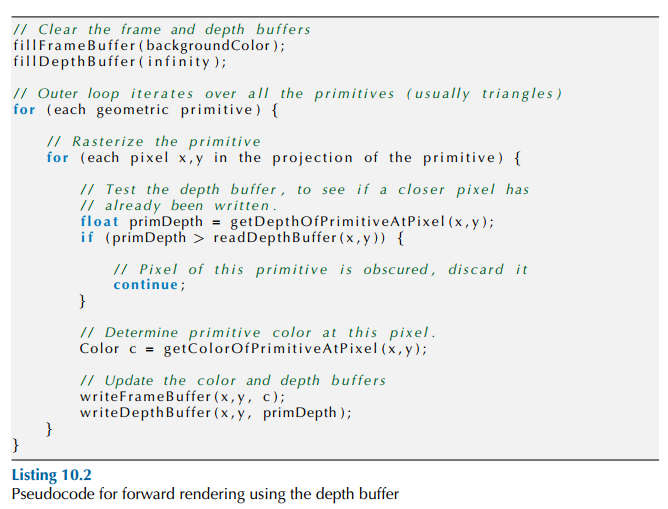 // Clear the frame and depth buffers
fillFrameBuffer(backgroundColor);
fillDepthBuffer(infinity);
// Outer loop iterates over all the primitives (usually triangles)
for (each geometric primitive) {
// Rasterize the primitive
for (each pixel x,y in the projection of the primitive) {
// Test the depth buffer, to see if a closer pixel has
// already been written.
float primDepth = getDepthOfPrimitiveAtPixel(x,y);
if (primDepth > readDepthBuffer(x,y)) {
// Pixel of this primitive is obscured, discard it
continue;
}
// Determine primitive color at this pixel.
Color c = getColorOfPrimitiveAtPixel(x,y);
// Update the color and depth buffers
writeFrameBuffer(x,y, c);
writeDepthBuffer(x,y, primDepth);
}
}
Listing 10.2
Pseudocode for forward rendering using the depth buffer